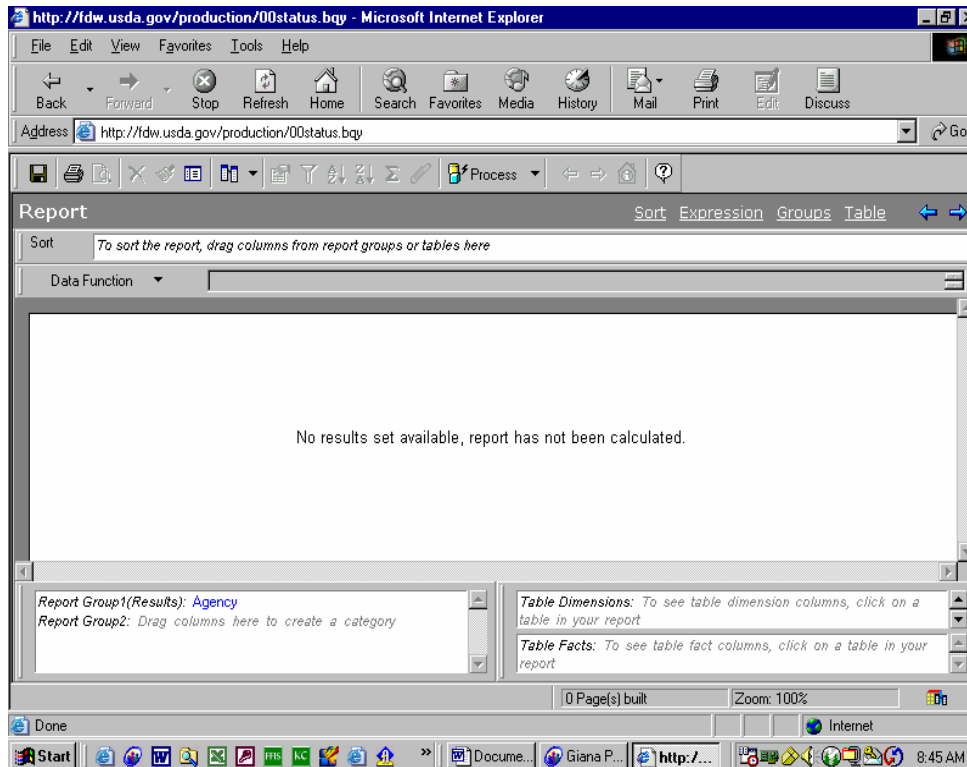 http://fdw.usda.gov/production/00status.bqy - Microsoft Internet Explorer
File Edit View Favorites Tools Help
Back Forward Stop Refresh Home Search Favorites Media History Mail Print Edit Discuss
Address http://fdw.usda.gov/production/00status.bqy Go
Process
Report Sort Expression Groups Table
Sort To sort the report, drag columns from report groups or tables here
Data Function
No results set available, report has not been calculated.
Report Group1(Results): Agency
Report Group2: Drag columns here to create a category
Table Dimensions: To see table dimension columns, click on a
table in your report
Table Facts: To see table fact columns, click on a table in your
report
0 Page(s) built Zoom: 100%
Done Internet
Start FFIS KC » Docume... Giana P... http:/... 8:45 AM